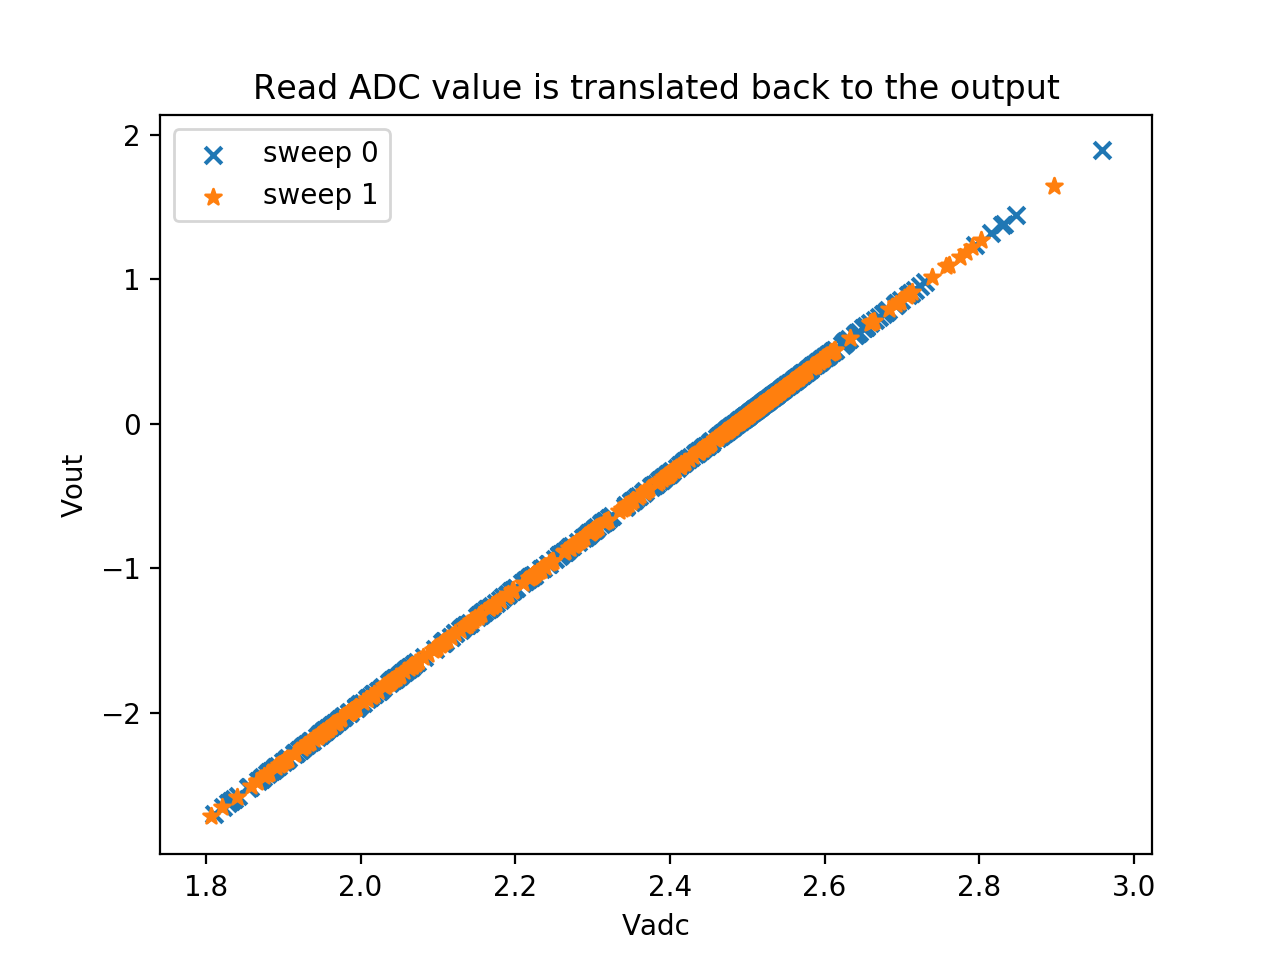 Read ADC value is translated back to the output
sweep 0
sweep 1
2
1
0
−1
−2
Vout
1.8 2.0 2.2 2.4 2.6 2.8 3.0
Vadc